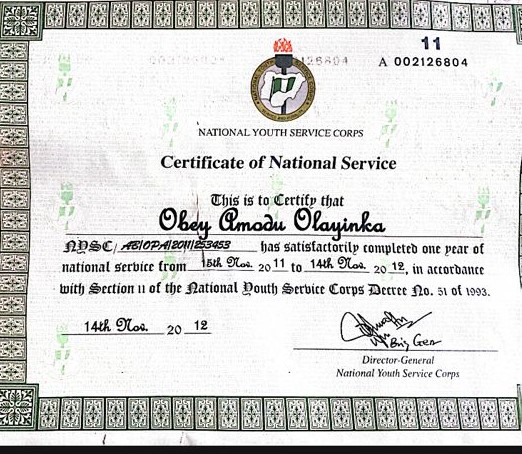 11
A 002126804
NATIONAL YOUTH SERVICE CORPS
Certificate of National Service
This is to Certify that
Obey Amodu Olayinka
NYSC/ AB/OPA/2011/253453 has satisfactorily completed one year of
national service from 15th Nov. 20 11 to 14th Nov. 20 12, in accordance
with Section 11 of the National Youth Service Corps Decree No. 51 of 1993.
14th Nov. 20 12
Brig Gen
Director-General
National Youth Service Corps